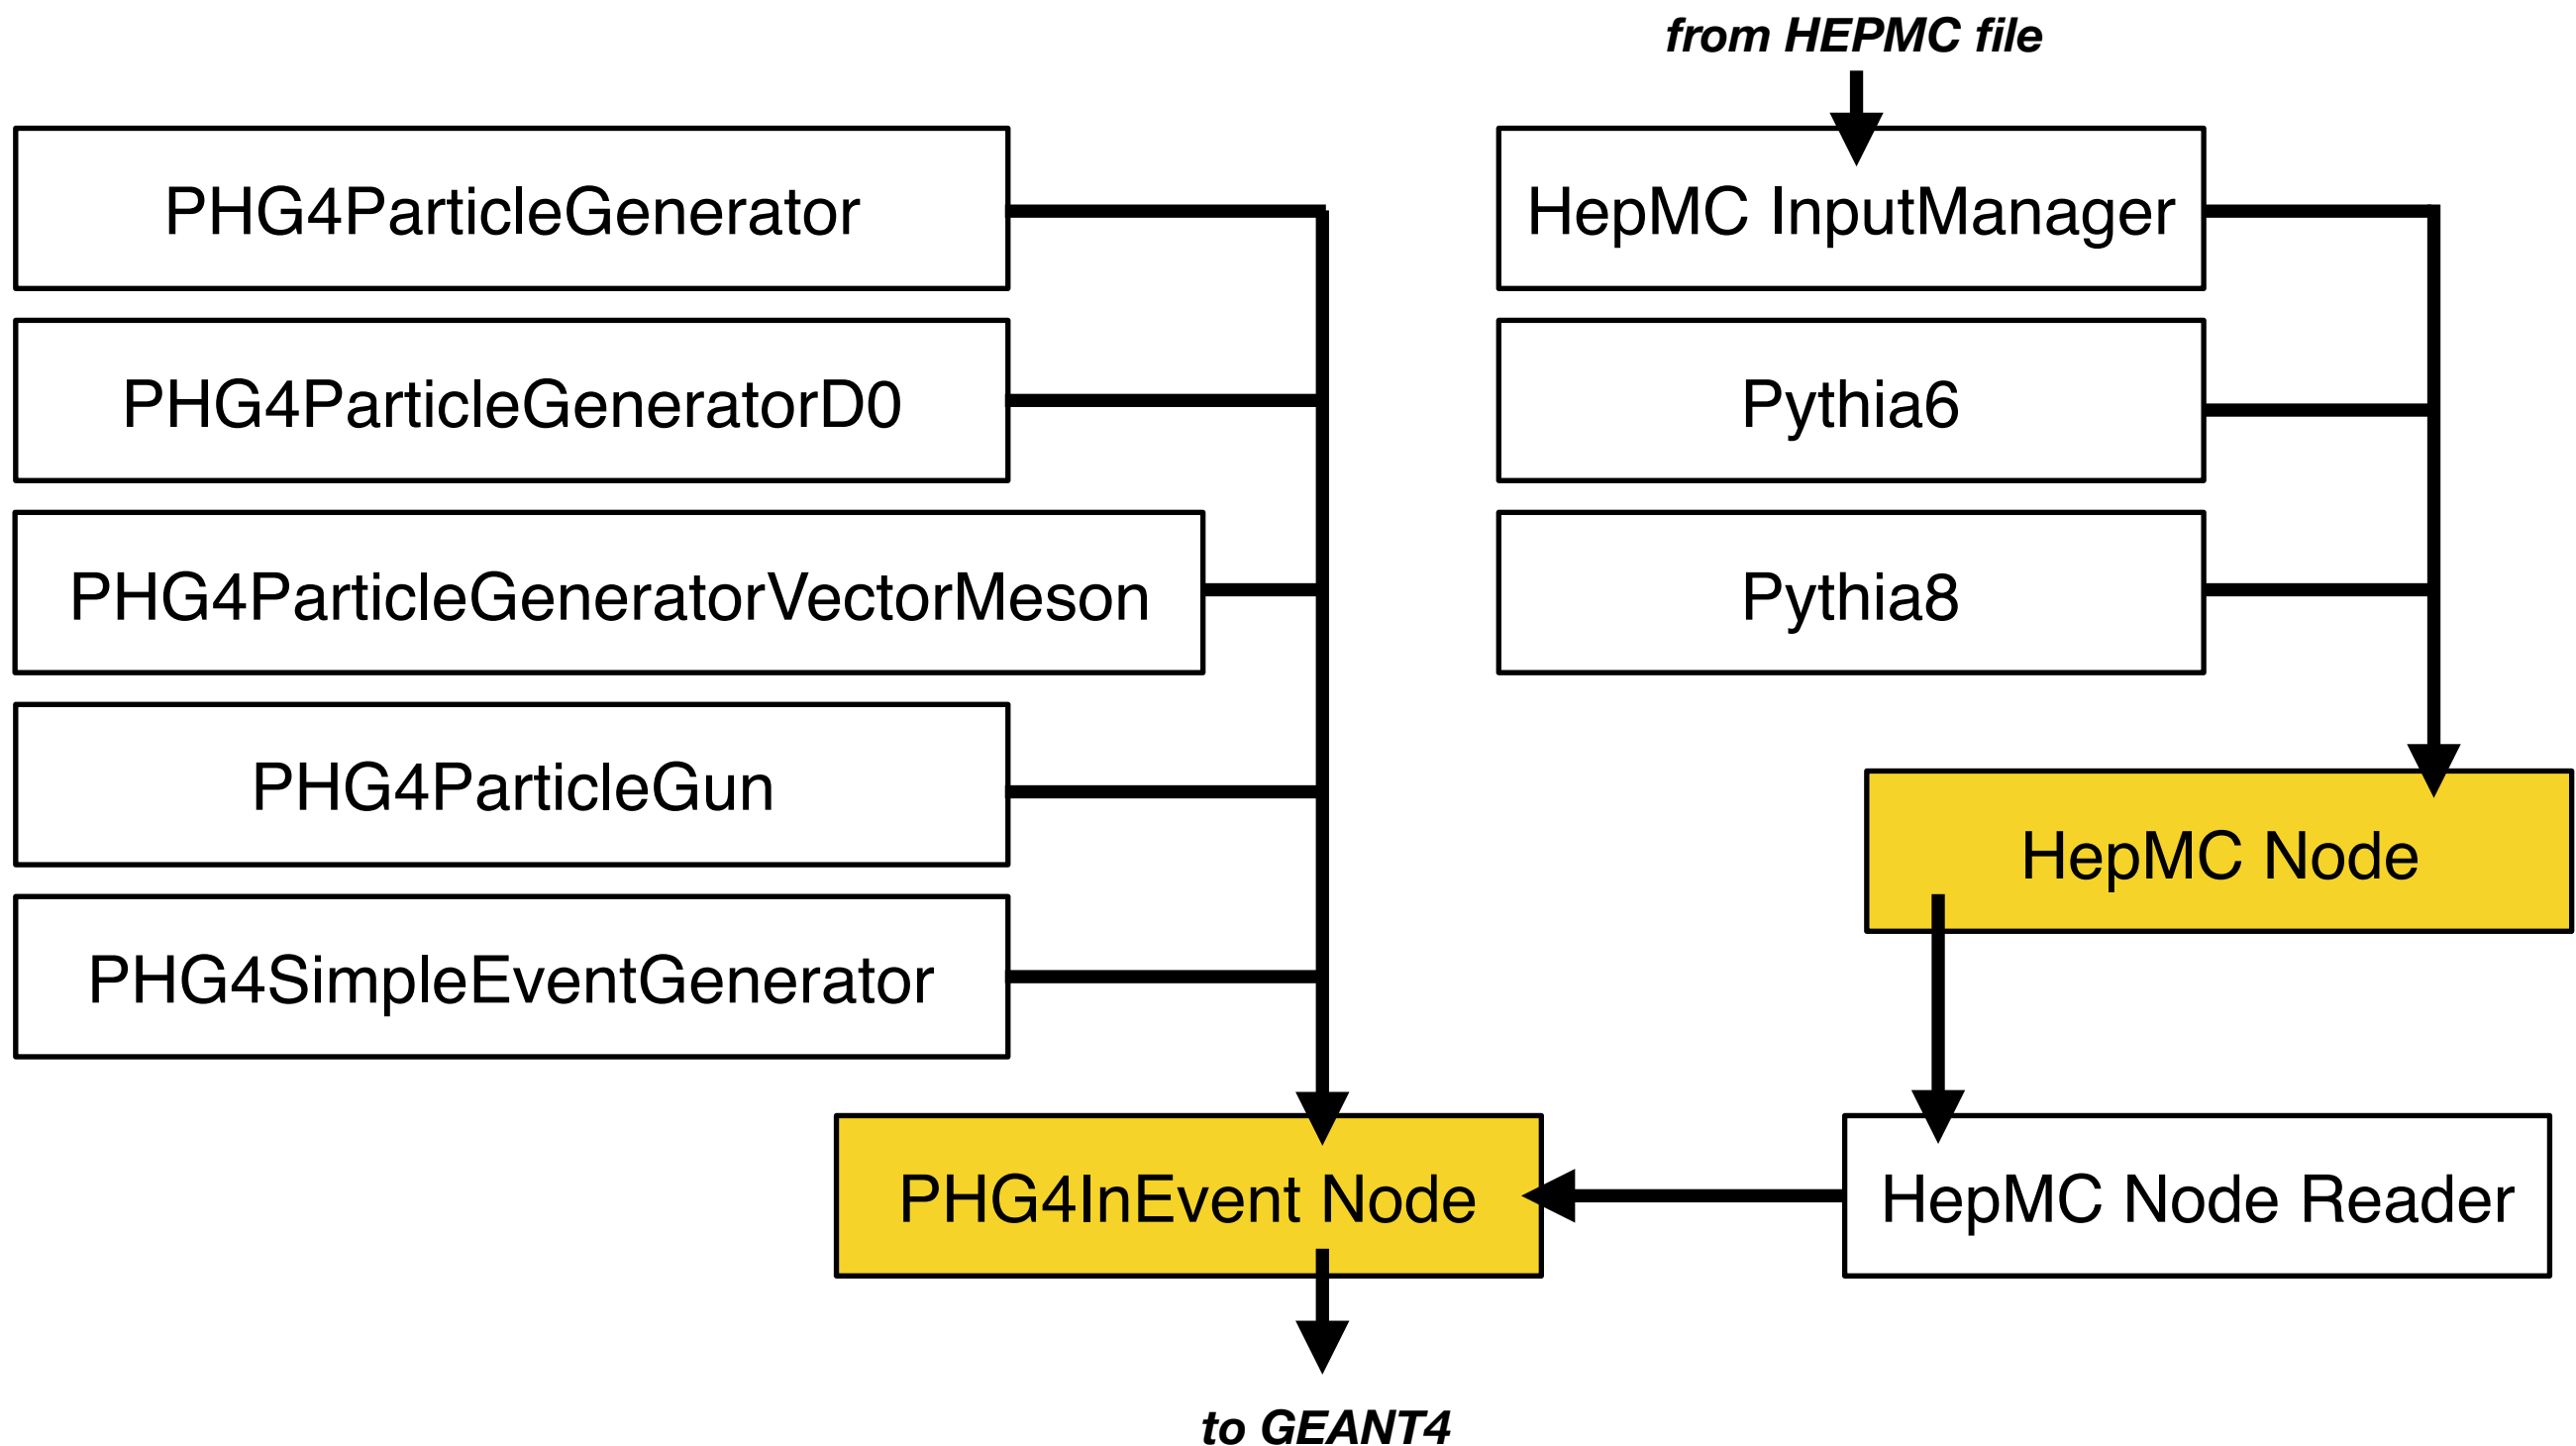 from HEPMC file
PHG4ParticleGenerator
HepMC InputManager
PHG4ParticleGeneratorD0
Pythia6
PHG4ParticleGeneratorVectorMeson
Pythia8
PHG4ParticleGun
HepMC Node
PHG4SimpleEventGenerator
PHG4InEvent Node
HepMC Node Reader
to GEANT4